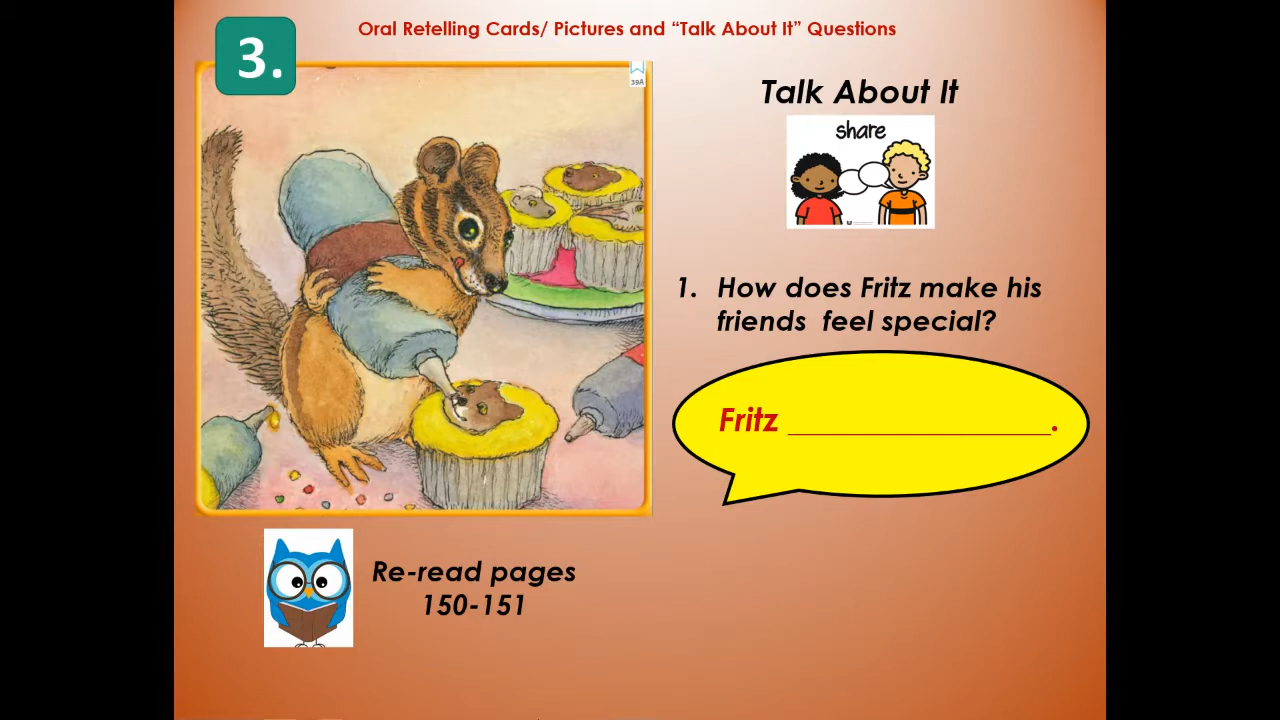 Oral Retelling Cards/ Pictures and “Talk About It” Questions
3.
39A
Talk About It
share
1. How does Fritz make his
friends  feel special?
Fritz ________________.
Re-read pages
150-151